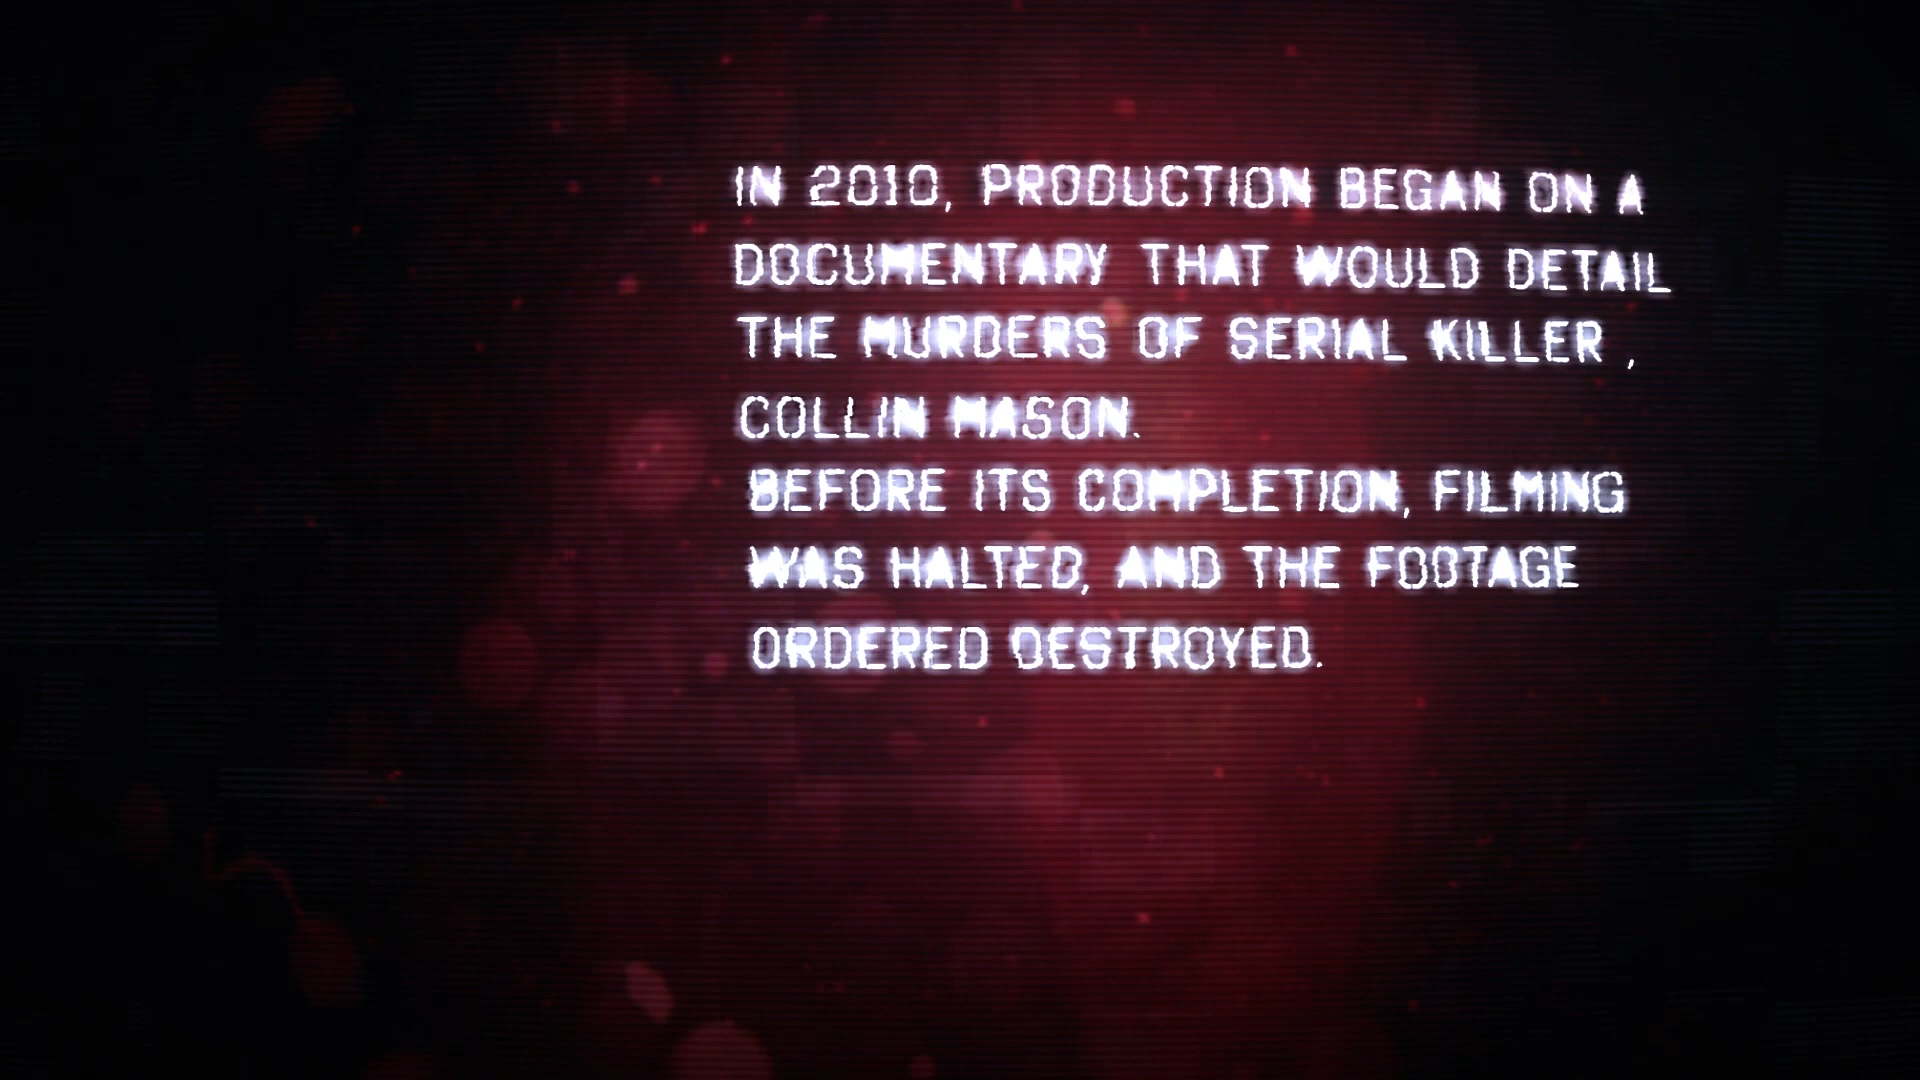 IN 2010, PRODUCTION BEGAN ON A
DOCUMENTARY THAT WOULD DETAIL
THE MURDERS OF SERIAL KILLER ,
COLLIN MASON.
BEFORE ITS COMPLETION, FILMING
WAS HALTED, AND THE FOOTAGE
ORDERED DESTROYED.